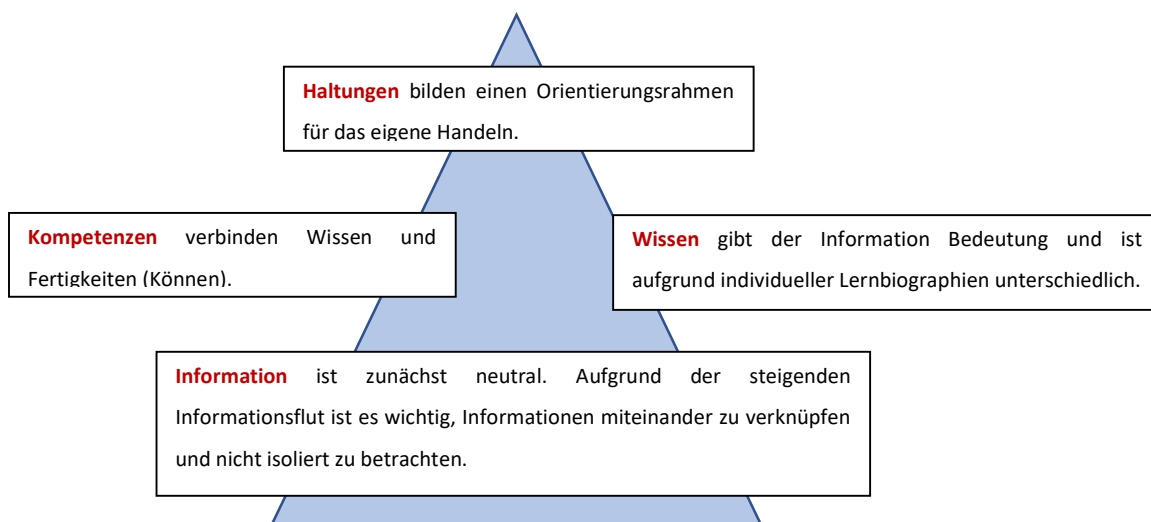 Haltungen bilden einen Orientierungsrahmen
für das eigene Handeln.
Kompetenzen verbinden Wissen und
Fertigkeiten (Können).
Wissen gibt der Information Bedeutung und ist
aufgrund individueller Lernbiographien unterschiedlich.
Information ist zunächst neutral. Aufgrund der steigenden
Informationsflut ist es wichtig, Informationen miteinander zu verknüpfen
und nicht isoliert zu betrachten.